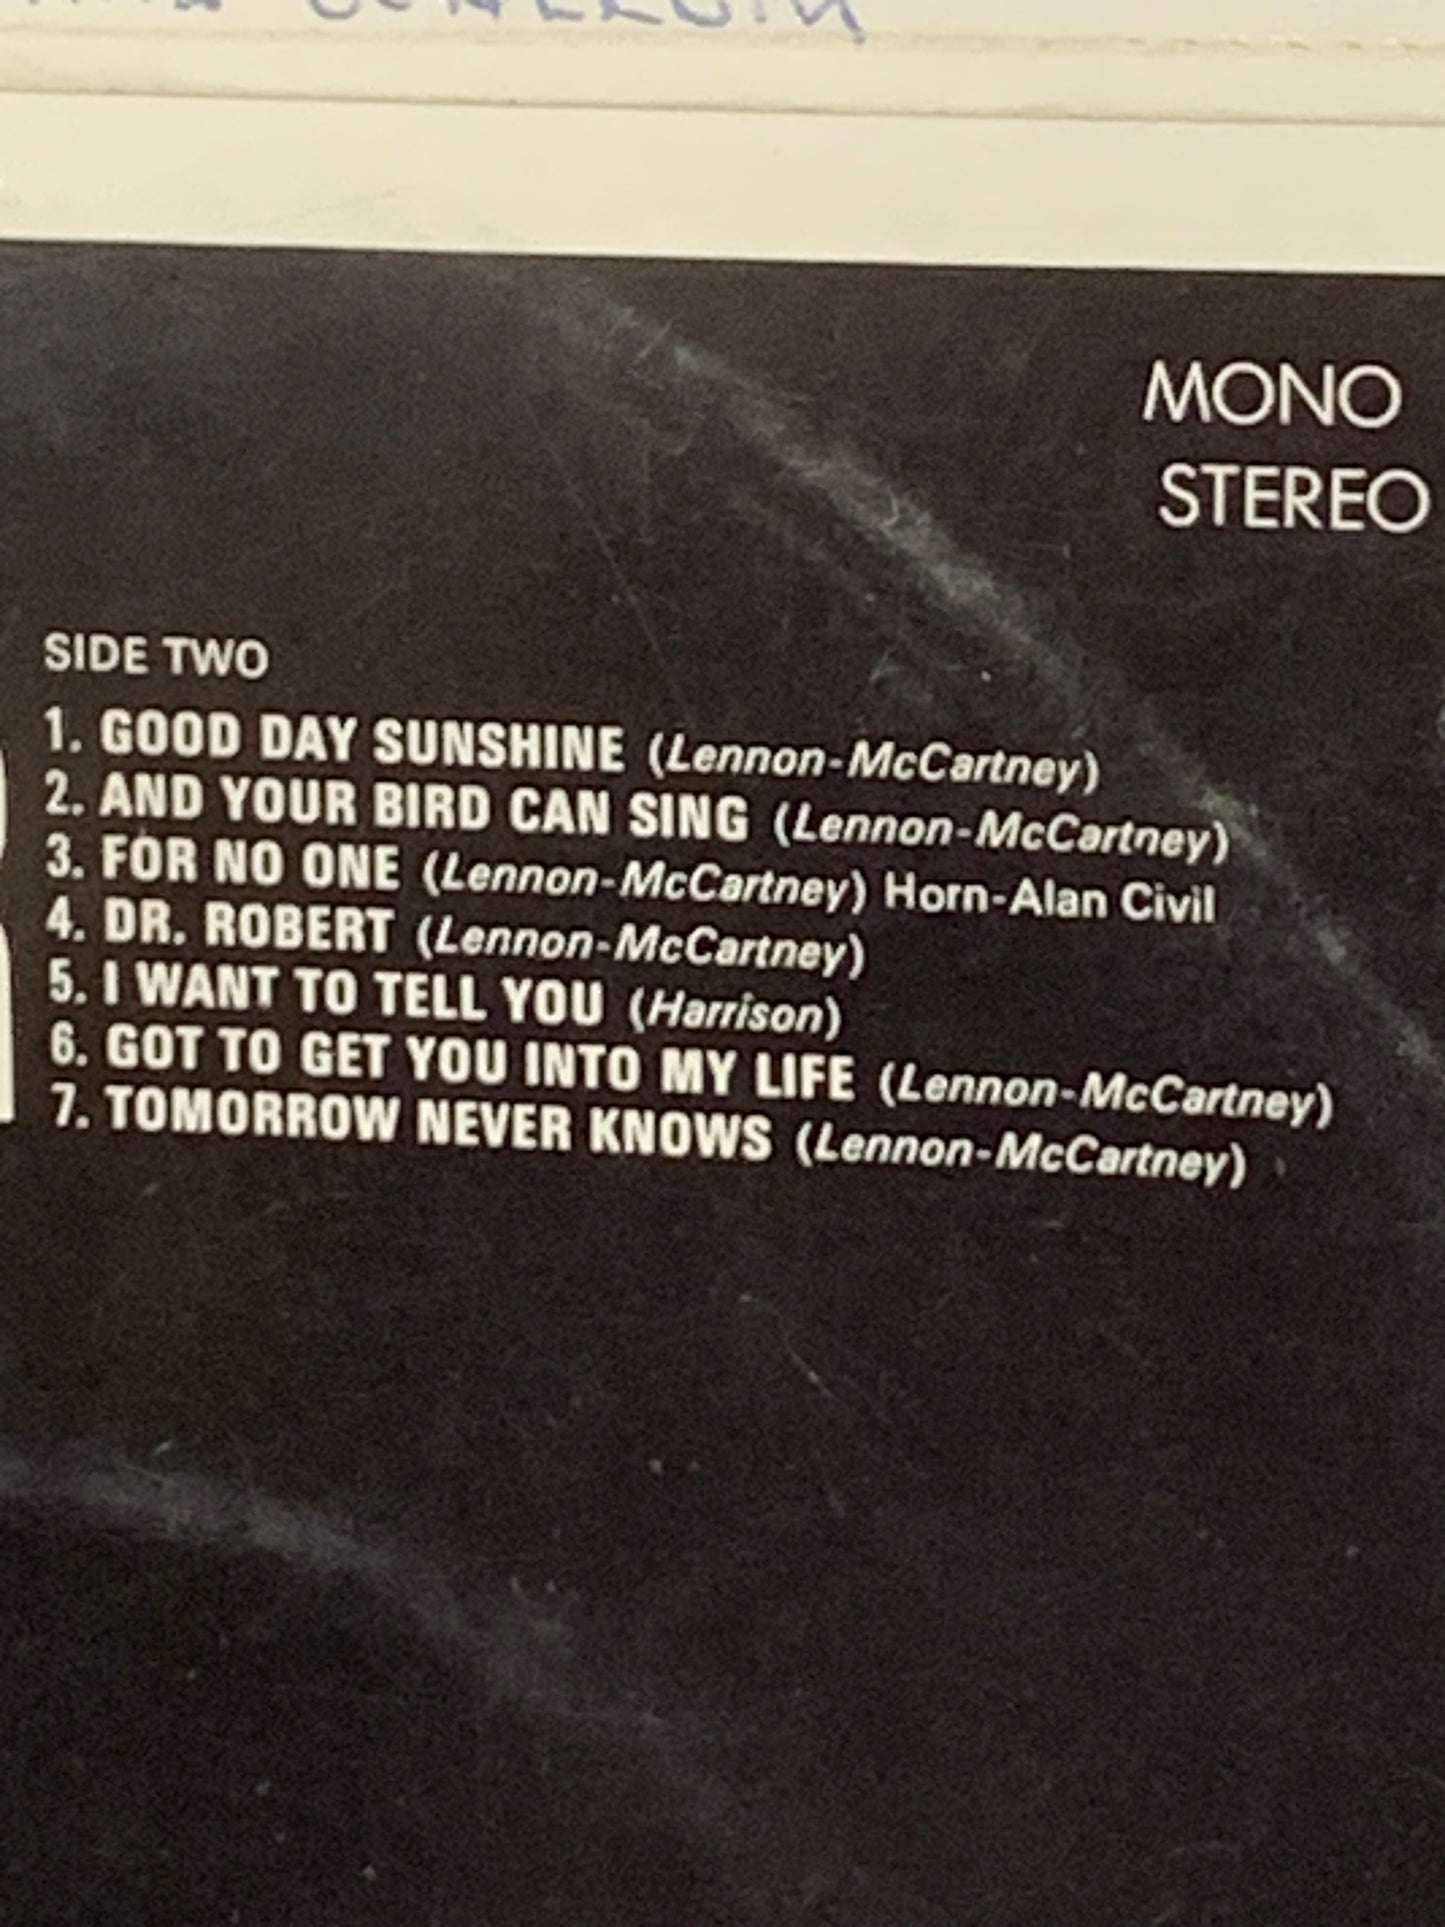 MONO
STEREO
SIDE TWO
1. GOOD DAY SUNSHINE (Lennon-McCartney)
2. AND YOUR BIRD CAN SING (Lennon-McCartney)
3. FOR NO ONE (Lennon-McCartney) Horn-Alan Civil
4. DR. ROBERT (Lennon-McCartney)
5. I WANT TO TELL YOU (Harrison)
6. GOT TO GET YOU INTO MY LIFE (Lennon-McCartney)
7. TOMORROW NEVER KNOWS (Lennon-McCartney)